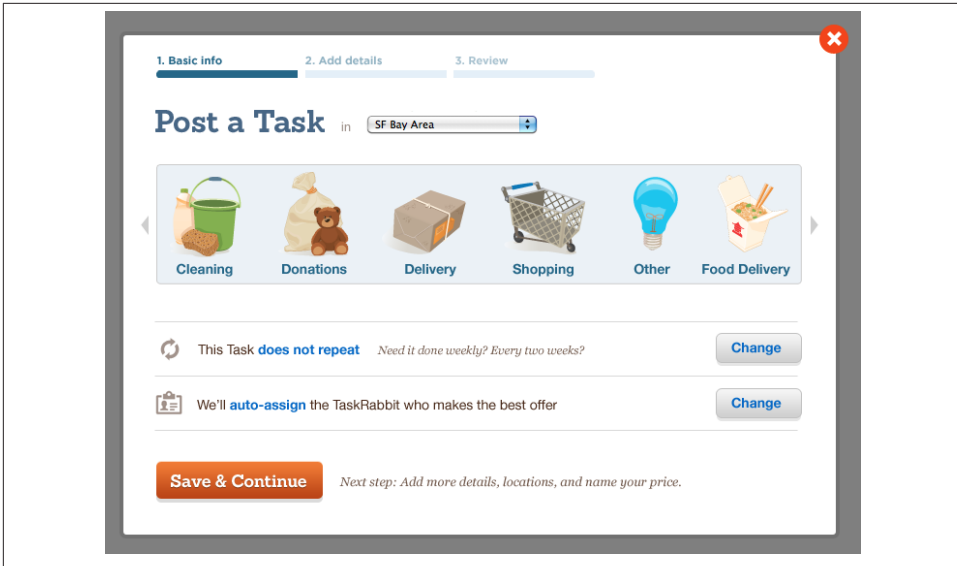 1. Basic info 2. Add details 3. Review
Post a Task in SF Bay Area
Cleaning Donations Delivery Shopping Other Food Delivery
This Task does not repeat Need it done weekly? Every two weeks? Change
We'll auto-assign the TaskRabbit who makes the best offer Change
Save & Continue Next step: Add more details, locations, and name your price.